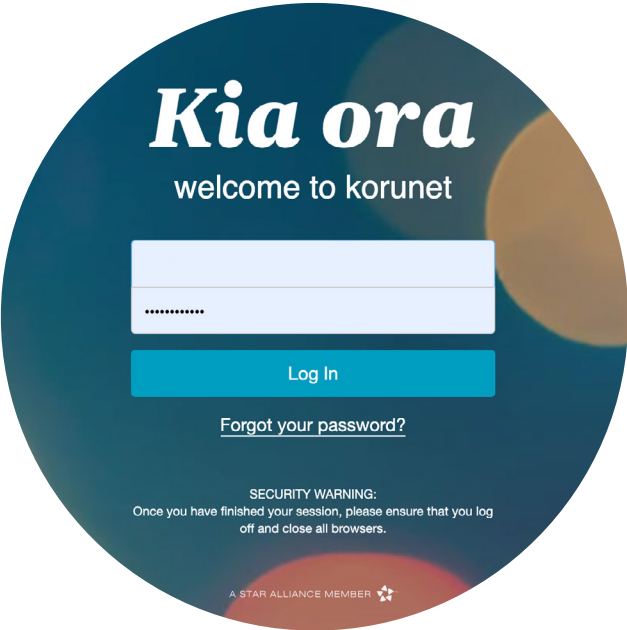 Kia ora
welcome to korunet
••••••••••••
Log In
Forgot your password?
SECURITY WARNING:
Once you have finished your session, please ensure that you log
off and close all browsers.
A STAR ALLIANCE MEMBER